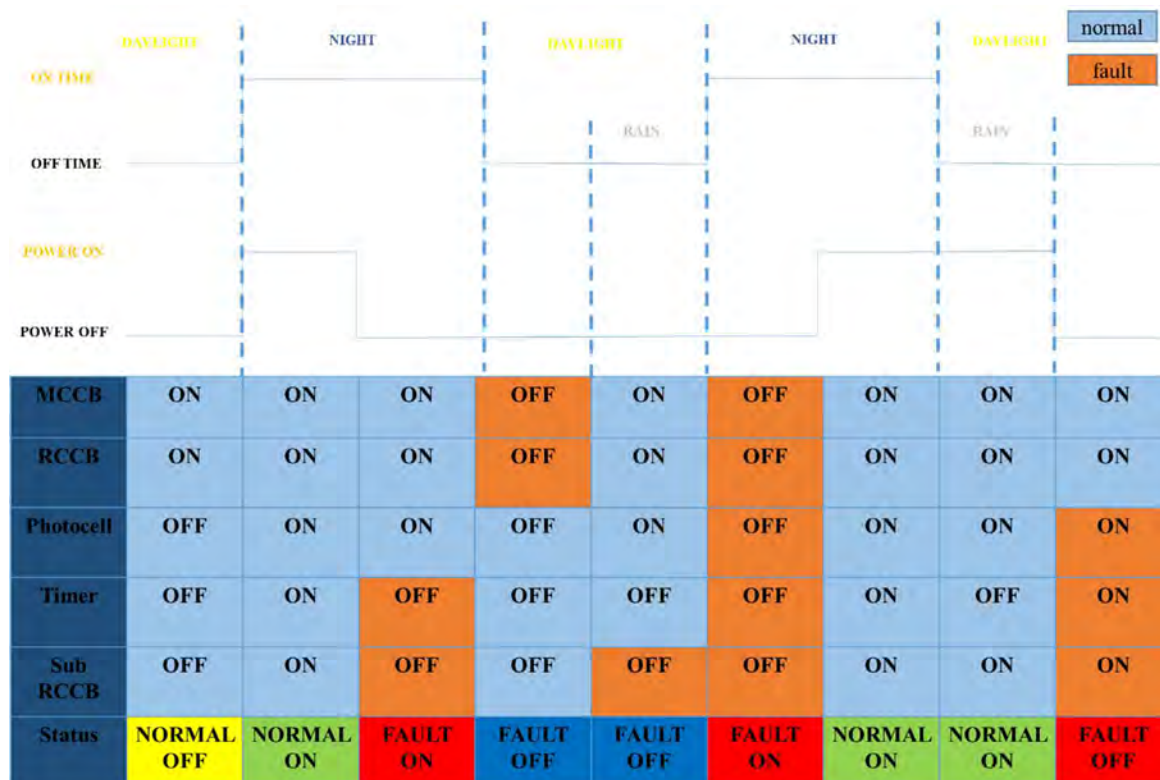 DAYLIGHT NIGHT DAYLIGHT NIGHT DAYLIGHT normal
ON TIME fault
RAIN RAIN
OFF TIME
POWER ON
POWER OFF
MCCB ON ON ON OFF ON OFF ON ON ON
RCCB ON ON ON OFF ON OFF ON ON ON
Photocell OFF ON ON OFF ON OFF ON ON ON
Timer OFF ON OFF OFF OFF OFF ON OFF ON
Sub RCCB OFF ON OFF OFF OFF OFF ON ON ON
Status NORMAL OFF NORMAL ON FAULT ON FAULT OFF FAULT OFF FAULT ON NORMAL ON NORMAL ON FAULT OFF